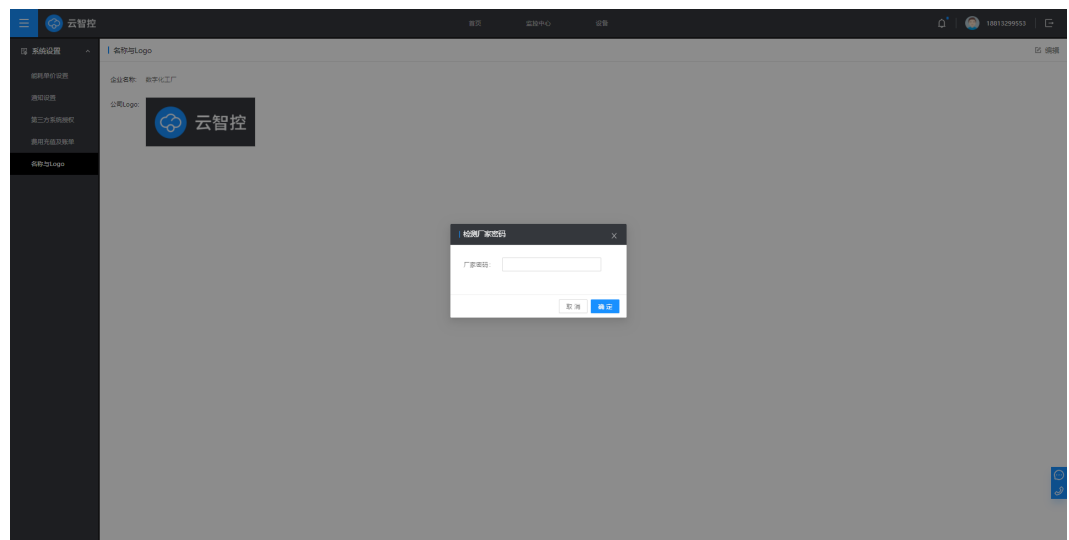 云智控
首页 监控中心 设备
18813299553
系统设置
能耗单价设置
通知设置
第三方系统授权
费用充值及账单
名称与Logo
名称与Logo
编辑
企业名称: 数字化工厂
公司Logo:
云智控
检测厂家密码
X
厂家密码:
取 消
确 定